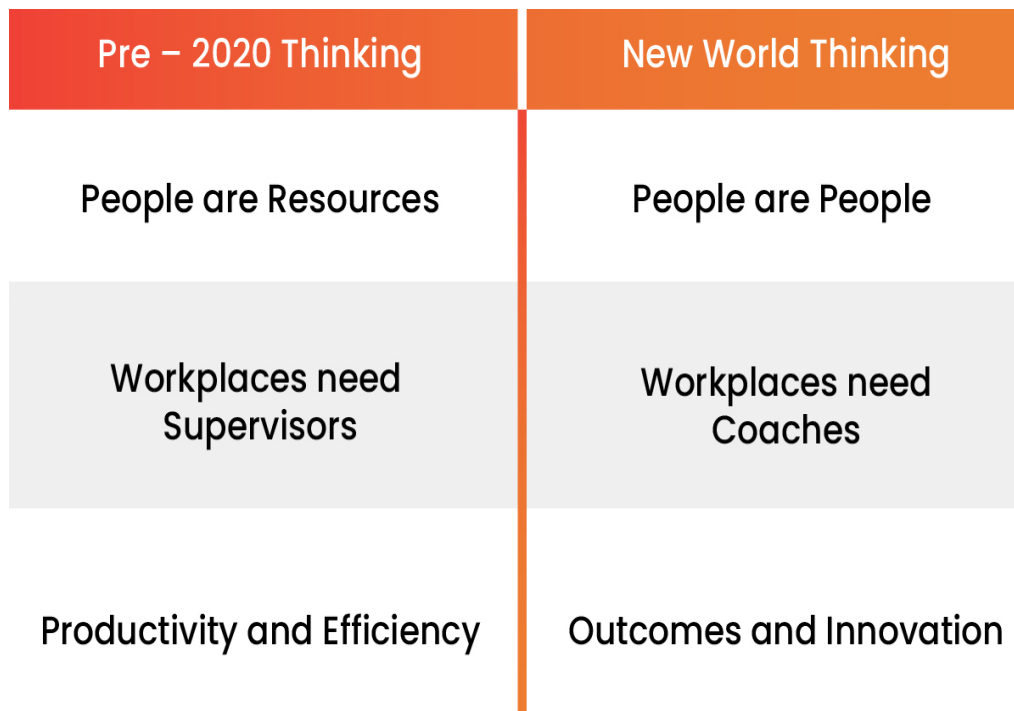 Pre – 2020 Thinking
New World Thinking
People are Resources
People are People
Workplaces need
Supervisors
Workplaces need
Coaches
Productivity and Efficiency
Outcomes and Innovation